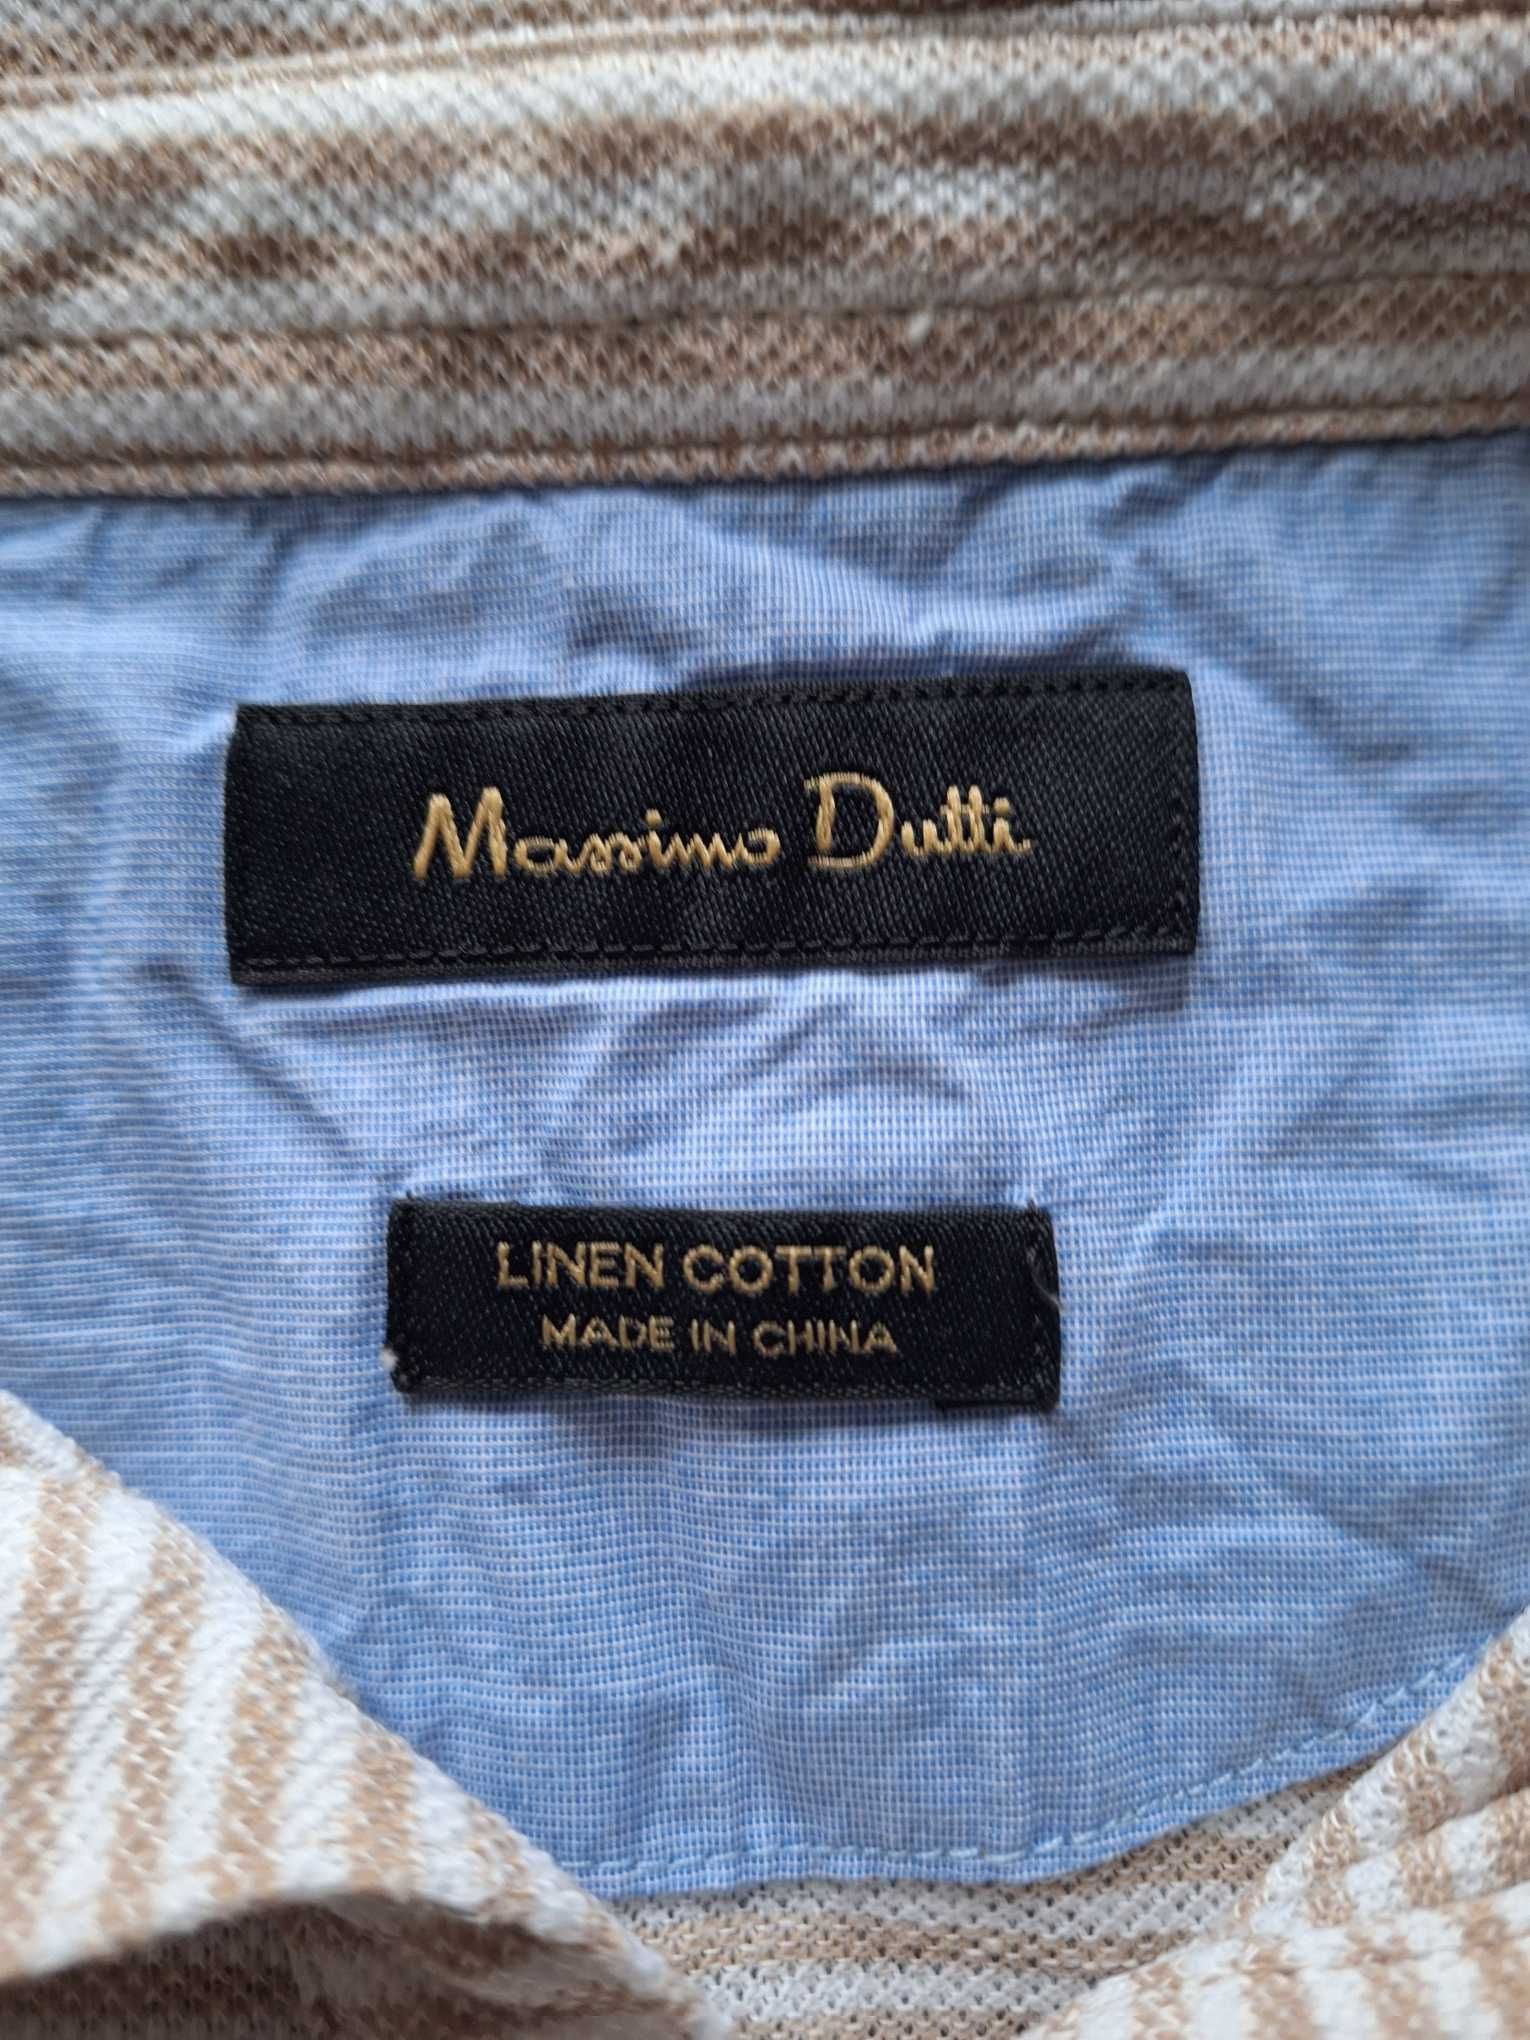 Massimo Dutti
LINEN COTTON
MADE IN CHINA